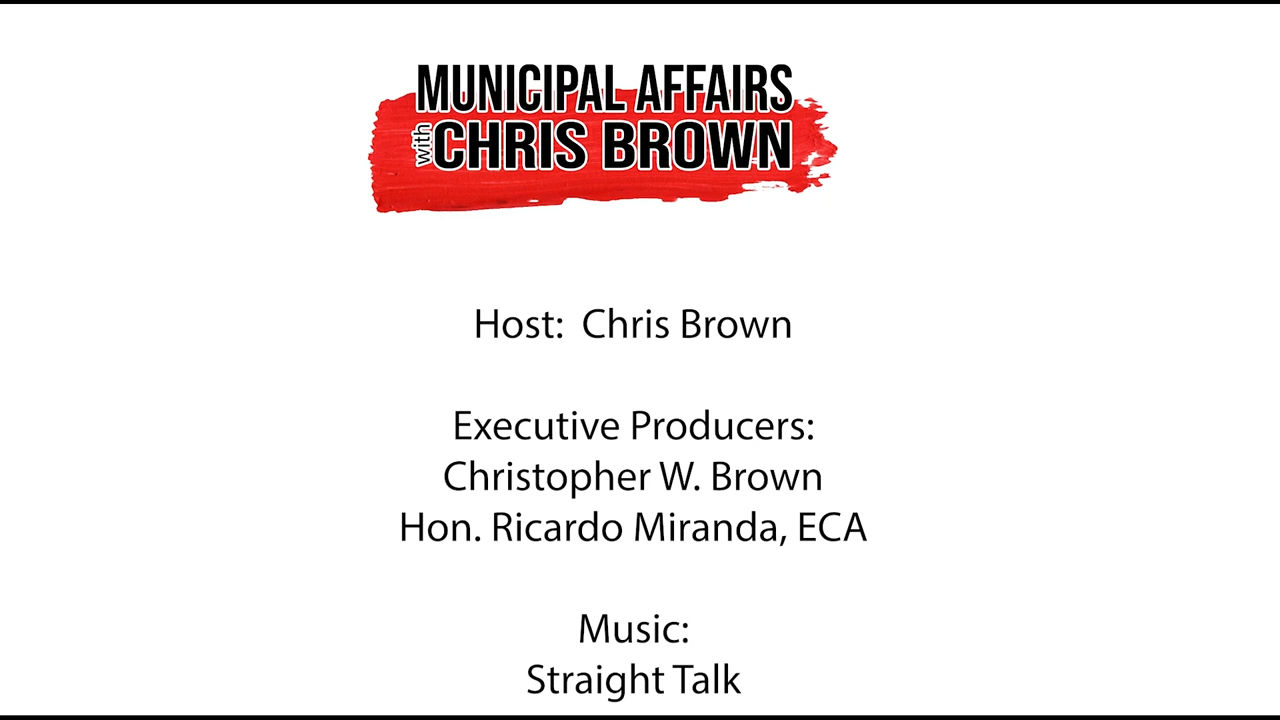 MUNICIPAL AFFAIRS
with CHRIS BROWN
Host: Chris Brown
Executive Producers:
Christopher W. Brown
Hon. Ricardo Miranda, ECA
Music:
Straight Talk